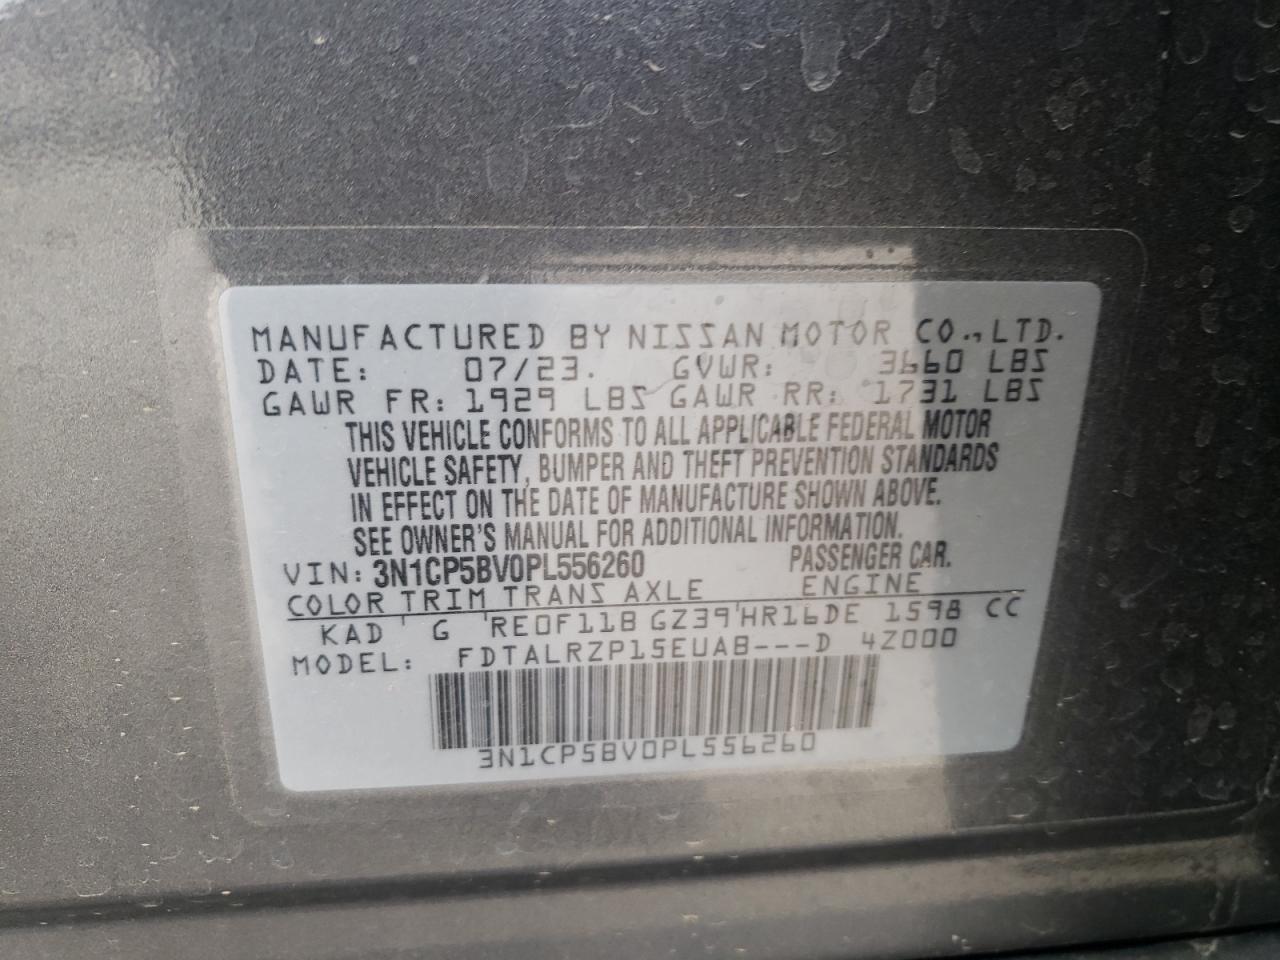 MANUFACTURED BY NISSAN MOTOR CO.,LTD.
DATE: 07/23. GVWR: 3660 LBS
GAWR FR: 1929 LBS GAWR RR: 1731 LBS
THIS VEHICLE CONFORMS TO ALL APPLICABLE FEDERAL MOTOR
VEHICLE SAFETY, BUMPER AND THEFT PREVENTION STANDARDS
IN EFFECT ON THE DATE OF MANUFACTURE SHOWN ABOVE.
SEE OWNER'S MANUAL FOR ADDITIONAL INFORMATION.
VIN: 3N1CP5BV0PL556260 PASSENGER CAR.
COLOR TRIM TRANS AXLE ENGINE
KAD G RE0F11B GZ39 HR16DE 1598 CC
MODEL: FDTALRZP15EUAB---D 4Z000
3N1CP5BV0PL556260